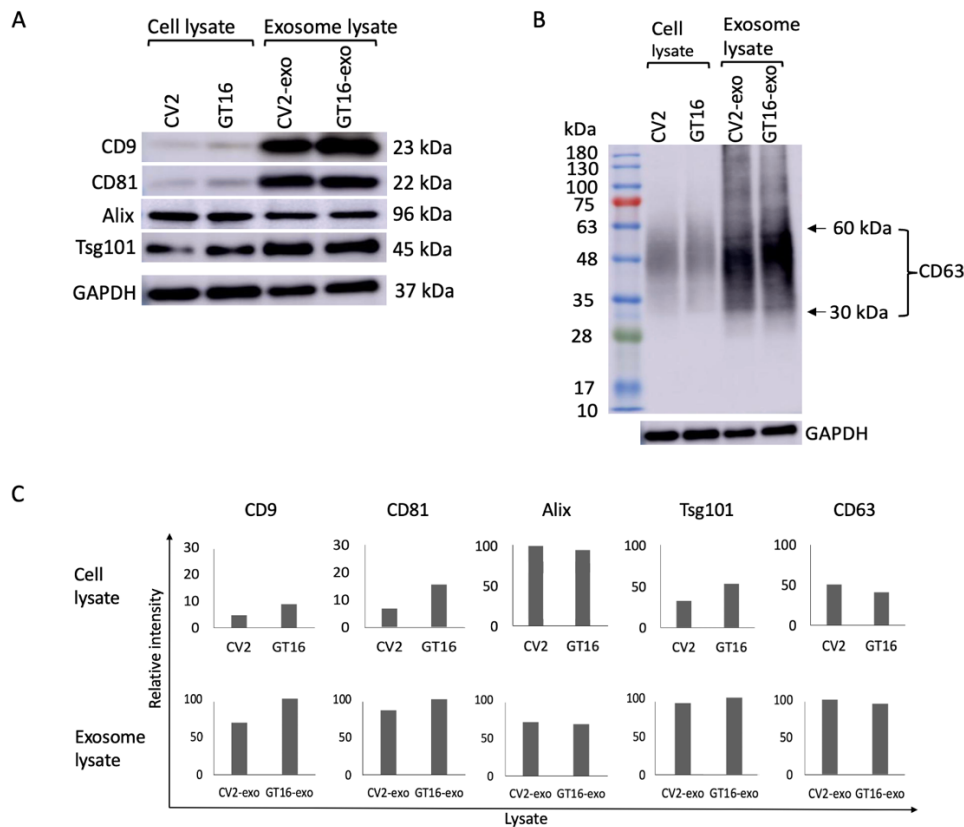 A
Cell lysate Exosome lysate
CV2 GT16 CV2-exo GT16-exo
CD9 23 kDa
CD81 22 kDa
Alix 96 kDa
Tsg101 45 kDa
GAPDH 37 kDa
B
Cell lysate
Exosome lysate
CV2 GT16 CV2-exo GT16-exo
kDa
180
130
100
75
63
48
35
28
17
10
60 kDa
CD63
30 kDa
GAPDH
C
CD9 CD81 Alix Tsg101 CD63
Relative intensity
Cell
lysate
30 20 10 0 CV2 GT16
30 20 10 0 CV2 GT16
100 50 0 CV2 GT16
100 50 0 CV2 GT16
100 50 0 CV2 GT16
Exosome
lysate
100 50 0 CV2-exo GT16-exo
100 50 0 CV2-exo GT16-exo
100 50 0 CV2-exo GT16-exo
100 50 0 CV2-exo GT16-exo
100 50 0 CV2-exo GT16-exo
Lysate